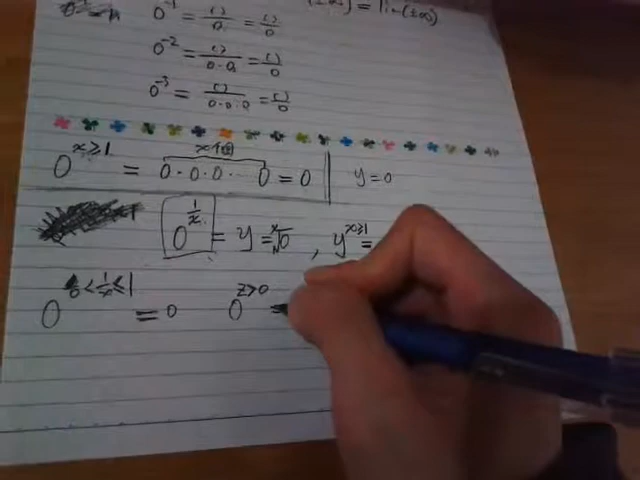 0⁻¹ = ()/0 = ()/0
0⁻² = ()/(0·0) = ()/0
0⁻³ = ()/(0·0·0) = ()/0
0^(x≥1) = 0·0·0··· 0 = 0 | y=0
0^(1/x) = y = ˣ√0 , y^(x≥1) =
0^(0<1/x≤1) = 0 0^(z>0) =